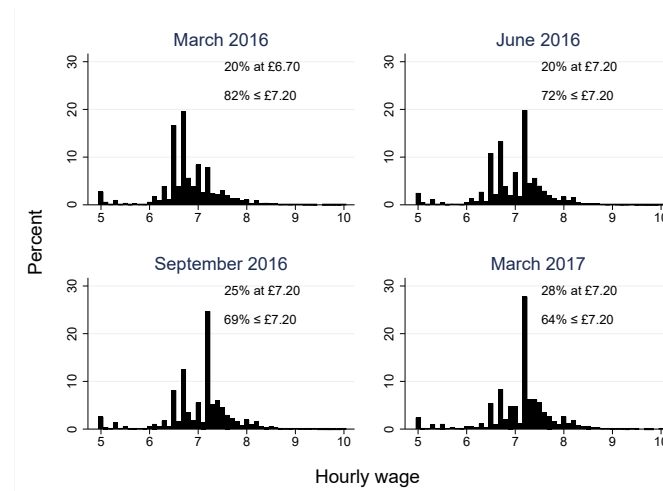 March 2016
30
20% at £6.70
82% ≤ £7.20
20
10
0
5 6 7 8 9 10
June 2016
30
20% at £7.20
72% ≤ £7.20
20
10
0
5 6 7 8 9 10
Percent
September 2016
30
25% at £7.20
69% ≤ £7.20
20
10
0
5 6 7 8 9 10
March 2017
30
28% at £7.20
64% ≤ £7.20
20
10
0
5 6 7 8 9 10
Hourly wage